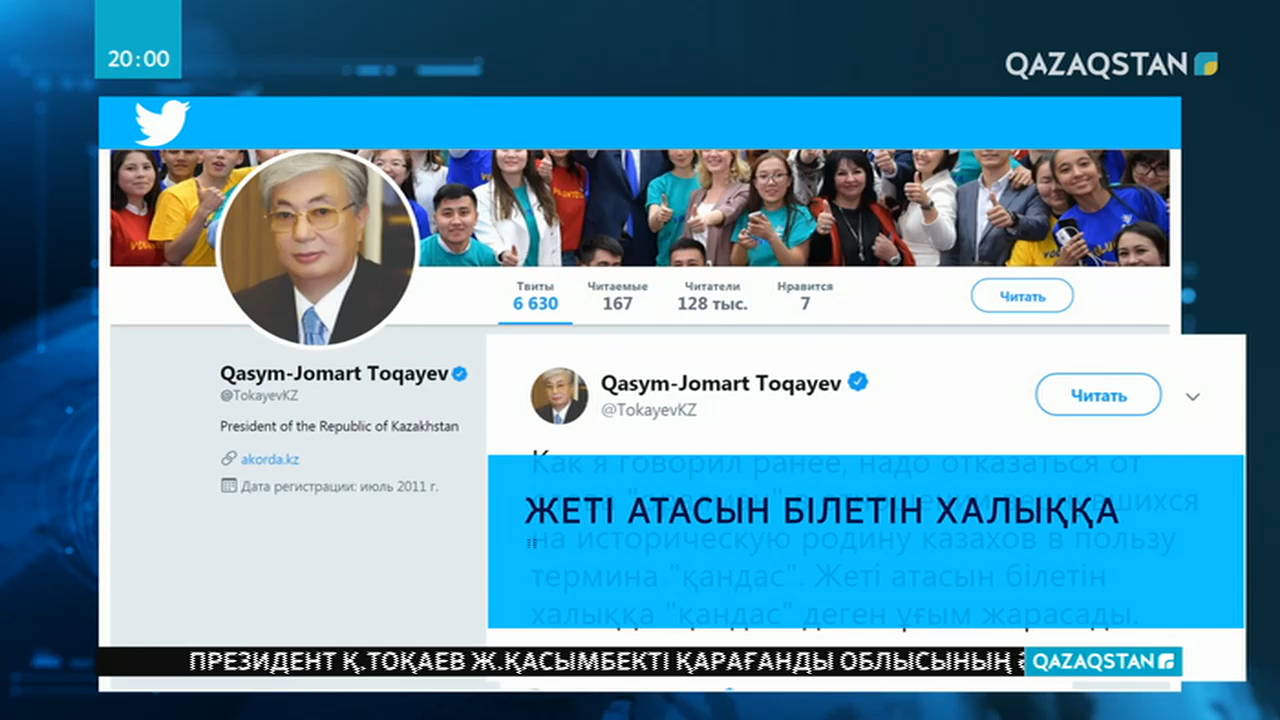 20:00
QAZAQSTAN
Твиты
6 630
Читаемые
167
Читатели
128 тыс.
Нравится
7
Читать
Qasym-Jomart Toqayev
@TokayevKZ
President of the Republic of Kazakhstan
akorda.kz
Дата регистрации: июль 2011 г.
Qasym-Jomart Toqayev
@TokayevKZ
Читать
Как я говорил ранее, надо отказаться от
ЖЕТІ АТАСЫН БІЛЕТІН ХАЛЫҚҚА
на историческую родину казахов в пользу
термина "қандас". Жеті атасын білетін
халыққа "қандас" деген ұғым жарасады.
ПРЕЗИДЕНТ Қ.ТОҚАЕВ Ж.ҚАСЫМБЕКТІ ҚАРАҒАНДЫ ОБЛЫСЫНЫҢ
QAZAQSTAN